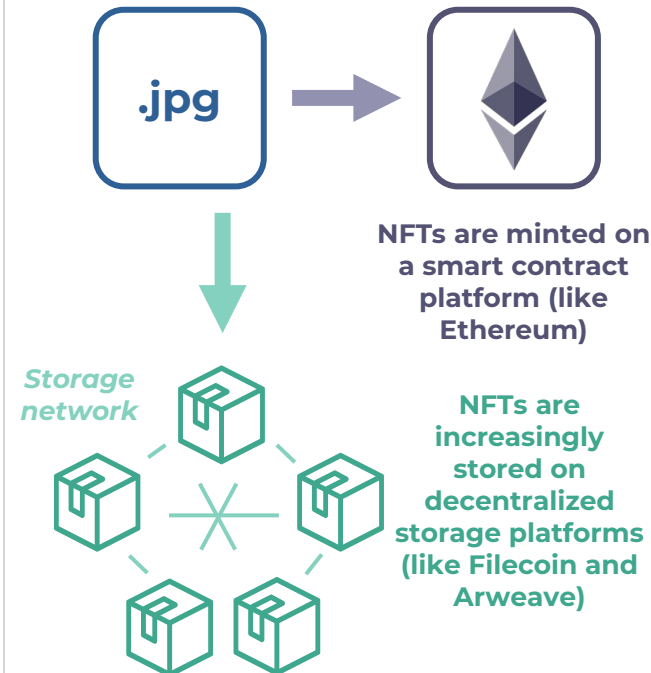 .jpg
NFTs are minted on
a smart contract
platform (like
Ethereum)
Storage
network
NFTs are
increasingly
stored on
decentralized
storage platforms
(like Filecoin and
Arweave)